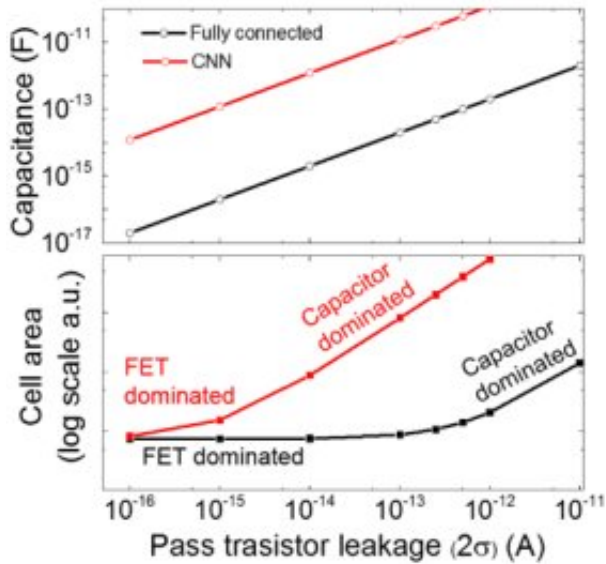 Capacitance (F)
10-11
10-13
10-15
10-17
Fully connected
CNN
Cell area
(log scale a.u.)
FET
dominated
Capacitor
dominated
Capacitor
dominated
FET dominated
10-16 10-15 10-14 10-13 10-12 10-11
Pass trasistor leakage (2σ) (A)